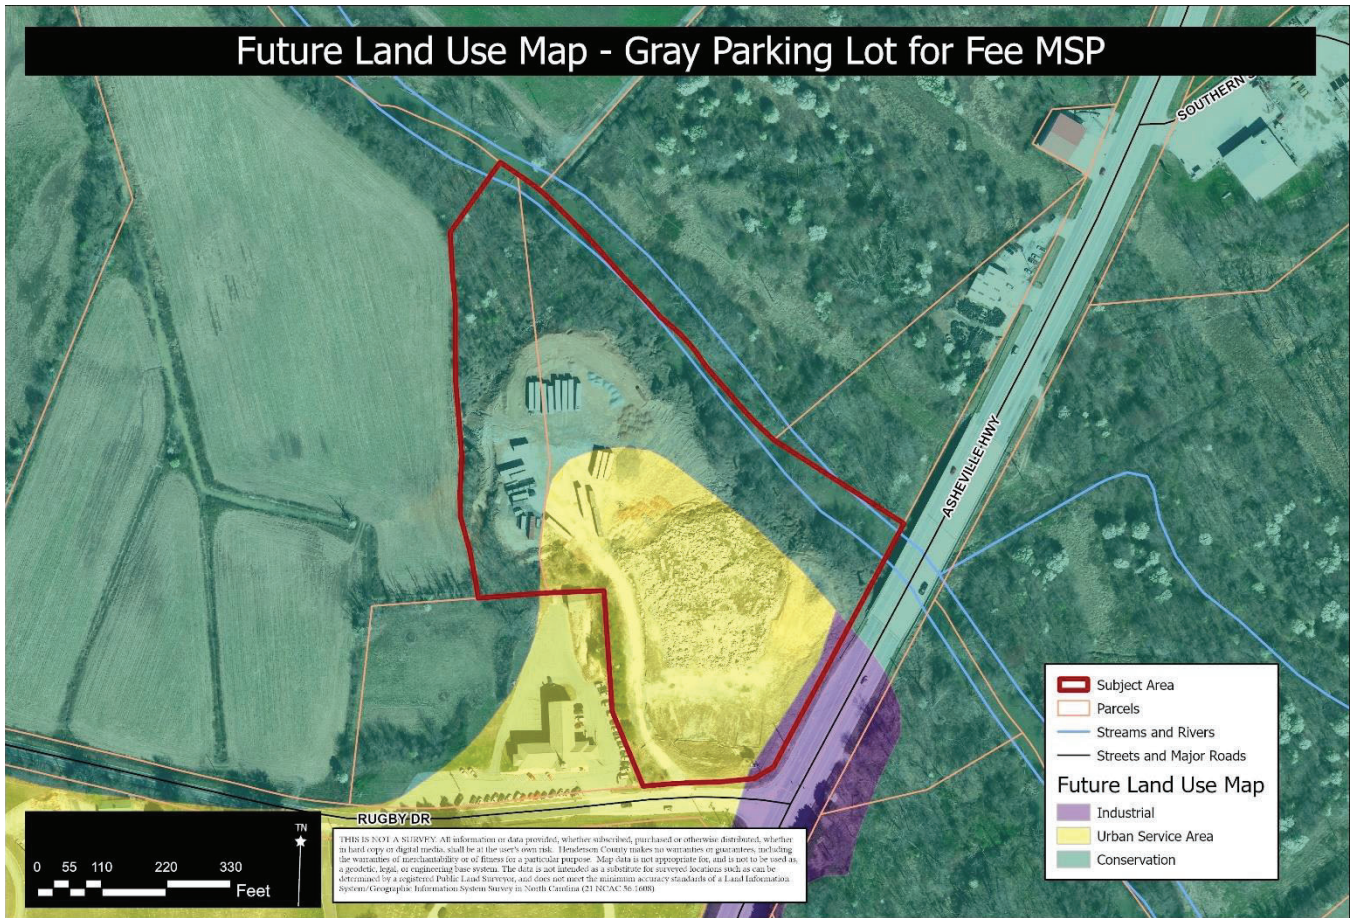 Future Land Use Map - Gray Parking Lot for Fee MSP
SOUTHERN S
ASHEVILLE HWY
RUGBY DR
Subject Area
Parcels
Streams and Rivers
Streets and Major Roads
Future Land Use Map
Industrial
Urban Service Area
Conservation
TN
0 55 110 220 330
Feet
THIS IS NOT A SURVEY. All information or data provided, whether subscribed, purchased or otherwise distributed, whether
in hard copy or digital media, shall be at the user's own risk. Henderson County makes no warranties or guarantees, including
the warranties of merchantability or of fitness for a particular purpose. Map data is not appropriate for, and is not to be used as,
a geodetic, legal, or engineering base system. The data is not intended as a substitute for surveyed locations such as can be
determined by a registered Public Land Surveyor, and does not meet the minimum accuracy standards of a Land Information
System/Geographic Information System Survey in North Carolina (21 NCAC 56.1608)